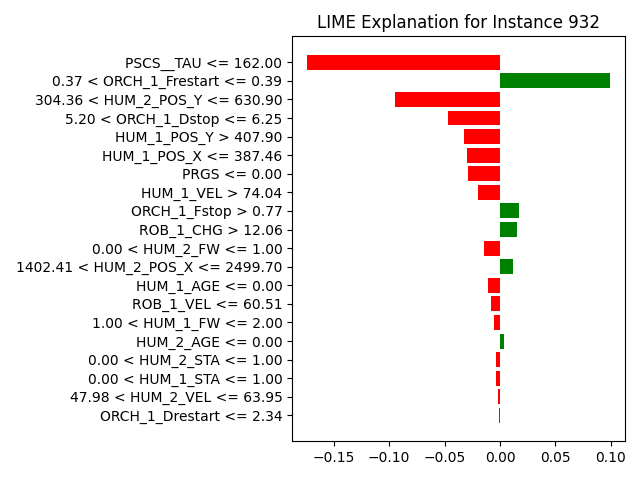 LIME Explanation for Instance 932
PSCS__TAU <= 162.00
0.37 < ORCH_1_Frestart <= 0.39
304.36 < HUM_2_POS_Y <= 630.90
5.20 < ORCH_1_Dstop <= 6.25
HUM_1_POS_Y > 407.90
HUM_1_POS_X <= 387.46
PRGS <= 0.00
HUM_1_VEL > 74.04
ORCH_1_Fstop > 0.77
ROB_1_CHG > 12.06
0.00 < HUM_2_FW <= 1.00
1402.41 < HUM_2_POS_X <= 2499.70
HUM_1_AGE <= 0.00
ROB_1_VEL <= 60.51
1.00 < HUM_1_FW <= 2.00
HUM_2_AGE <= 0.00
0.00 < HUM_2_STA <= 1.00
0.00 < HUM_1_STA <= 1.00
47.98 < HUM_2_VEL <= 63.95
ORCH_1_Drestart <= 2.34
−0.15 −0.10 −0.05 0.00 0.05 0.10